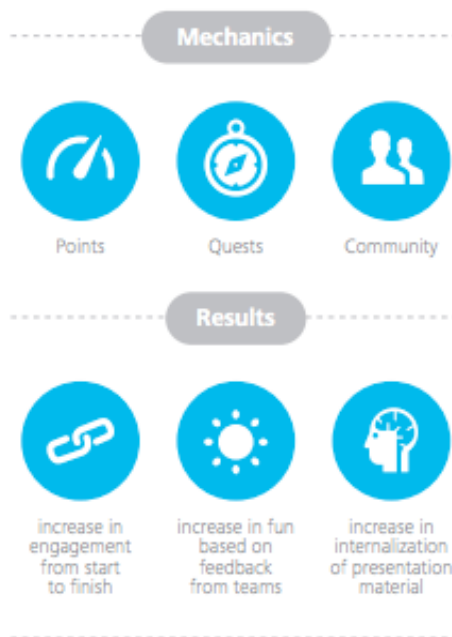 Mechanics
Points
Quests
Community
Results
increase in
engagement
from start
to finish
increase in fun
based on
feedback
from teams
increase in
internalization
of presentation
material